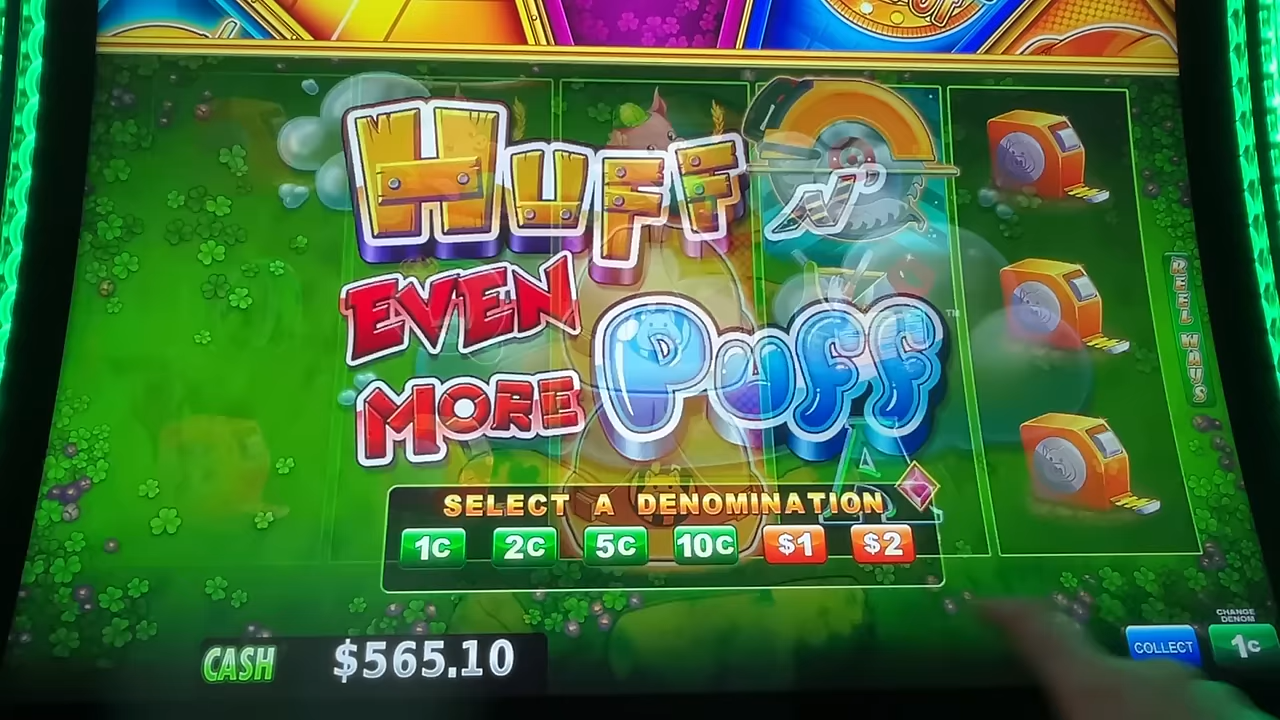 HUFF N'
EVEN
MORE PUFF ™
REEL WAYS
SELECT A DENOMINATION
1¢ 2¢ 5¢ 10¢ $1 $2
CASH $565.10
COLLECT
CHANGE
DENOM
1¢